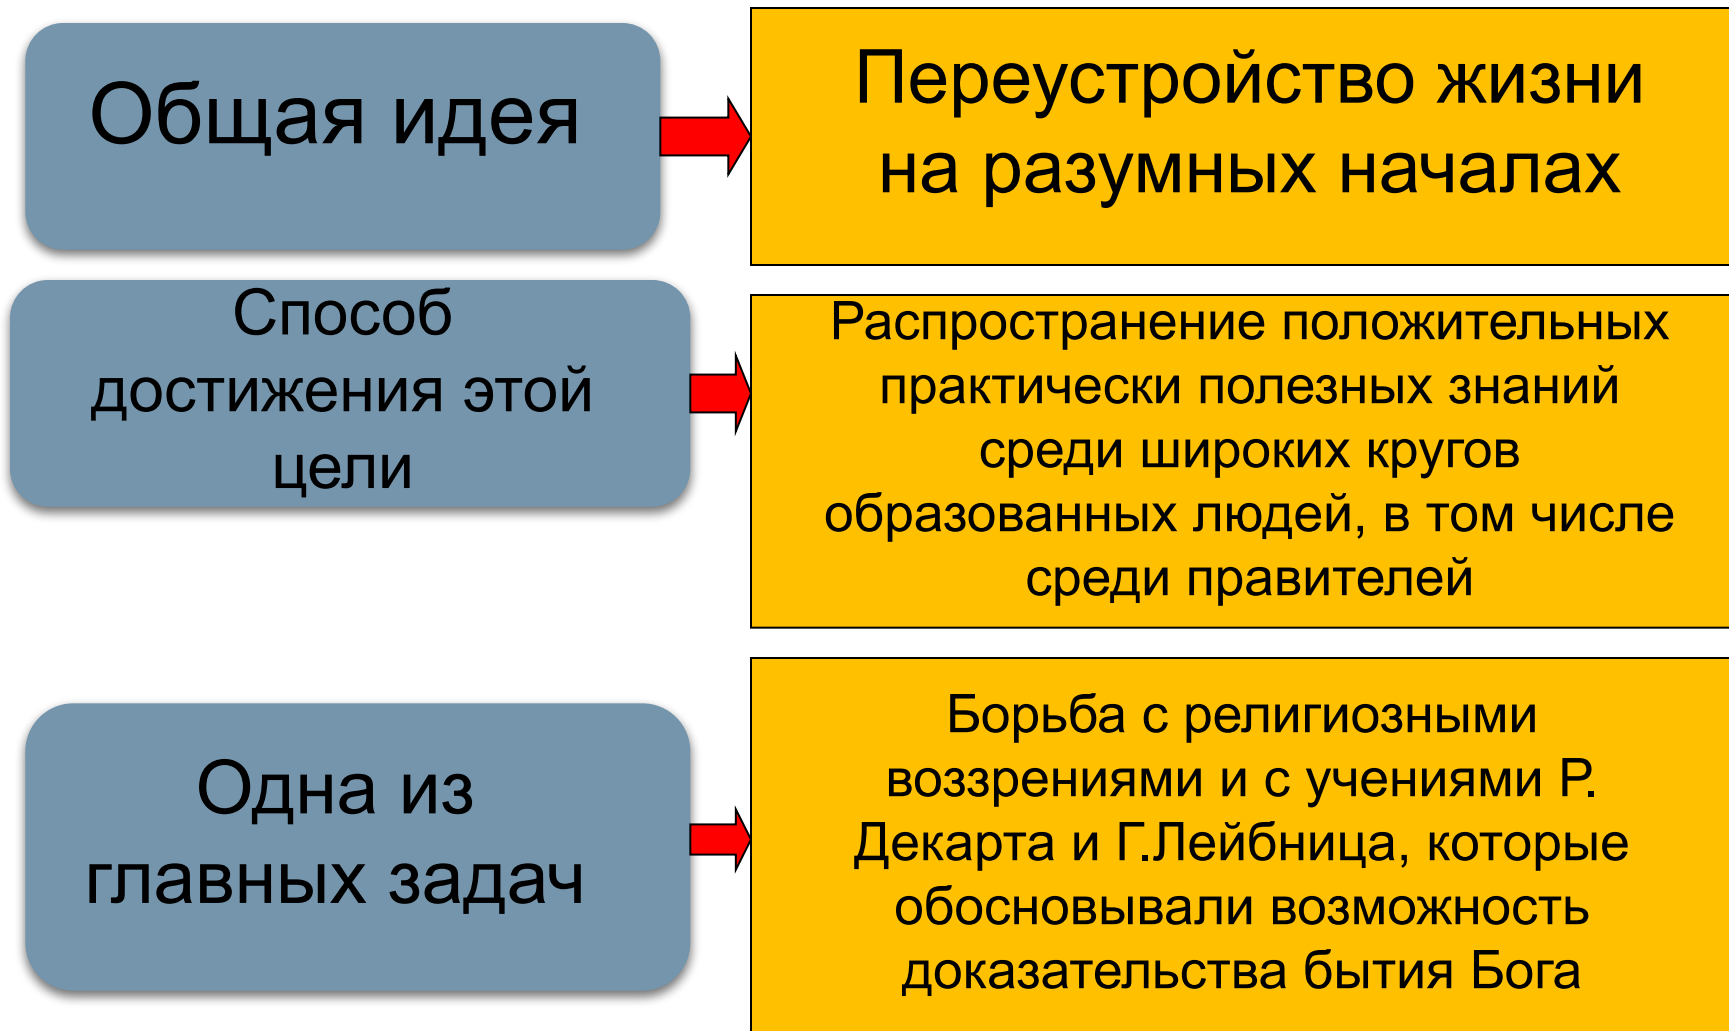 Общая идея
Переустройство жизни
на разумных началах
Способ
достижения этой
цели
Распространение положительных
практически полезных знаний
среди широких кругов
образованных людей, в том числе
среди правителей
Одна из
главных задач
Борьба с религиозными
воззрениями и с учениями Р.
Декарта и Г.Лейбница, которые
обосновывали возможность
доказательства бытия Бога